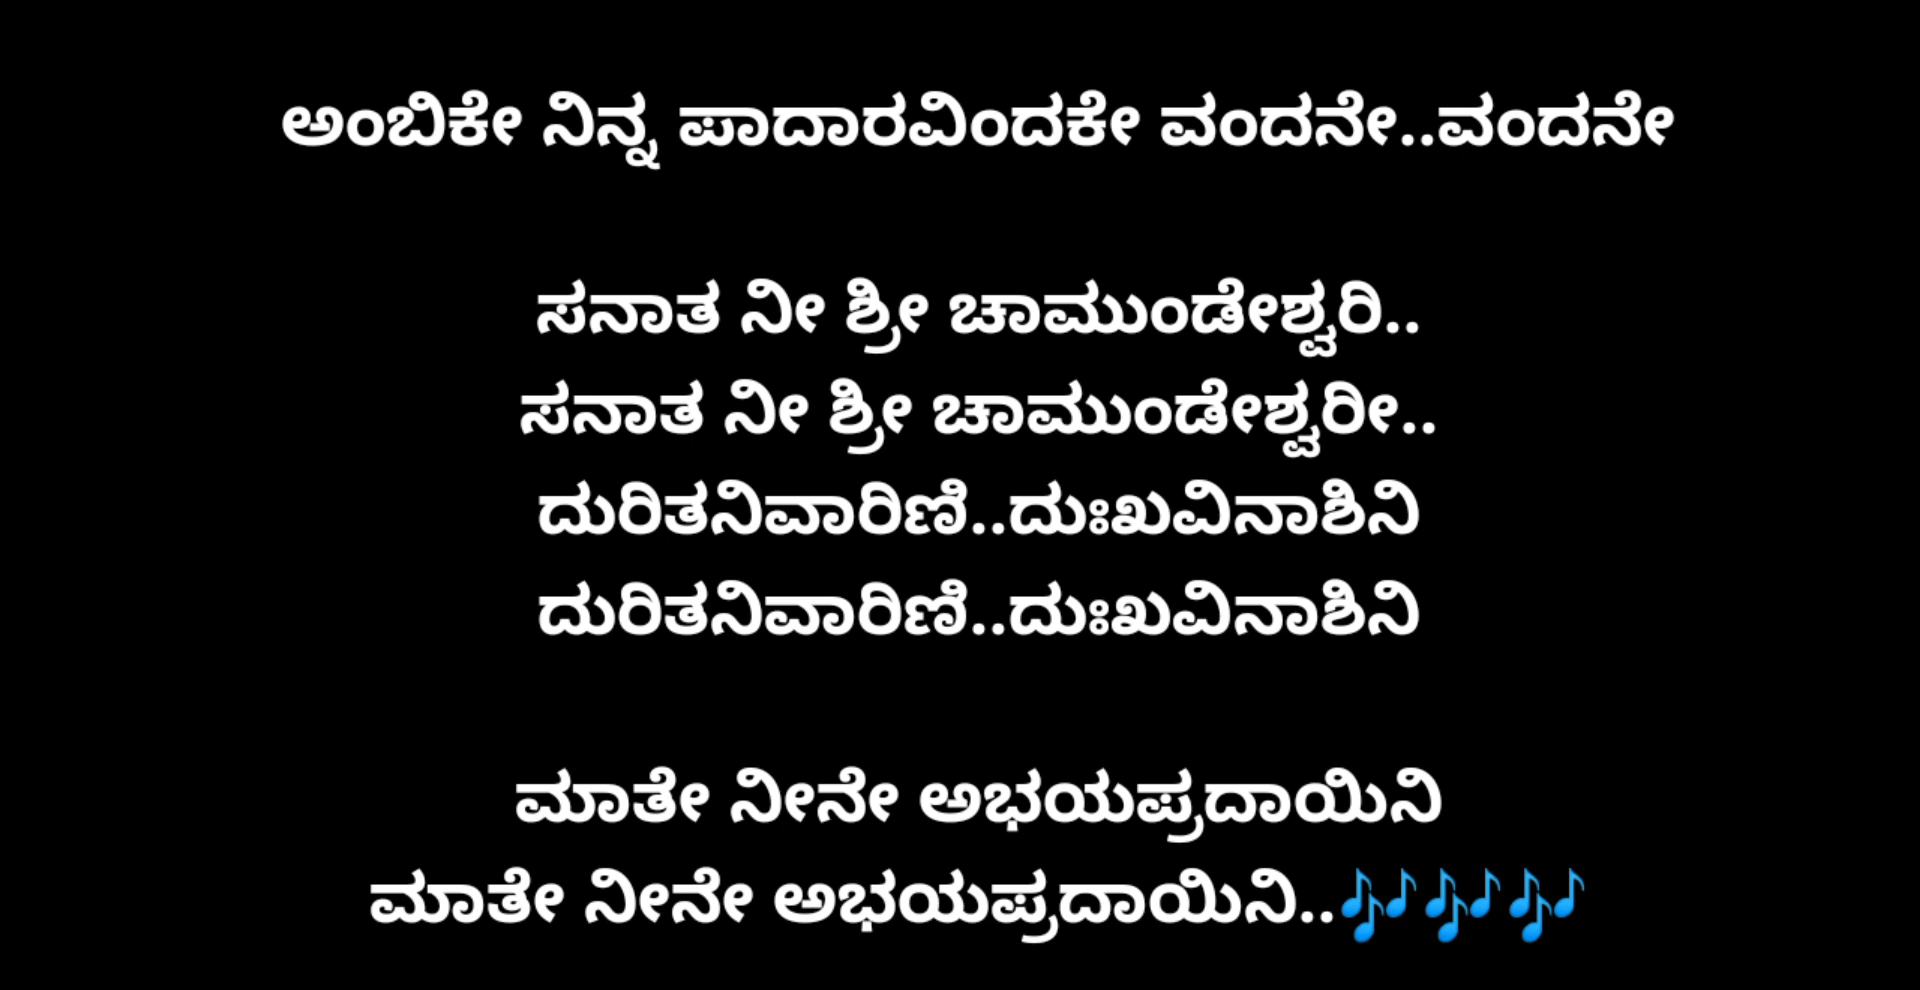 ಅಂಬಿಕೇ ನಿನ್ನ ಪಾದಾರವಿಂದಕೇ ವಂದನೇ..ವಂದನೇ
ಸನಾತ ನೀ ಶ್ರೀ ಚಾಮುಂಡೇಶ್ವರಿ..
ಸನಾತ ನೀ ಶ್ರೀ ಚಾಮುಂಡೇಶ್ವರೀ..
ದುರಿತನಿವಾರಿಣಿ..ದುಃಖವಿನಾಶಿನಿ
ದುರಿತನಿವಾರಿಣಿ..ದುಃಖವಿನಾಶಿನಿ
ಮಾತೇ ನೀನೇ ಅಭಯಪ್ರದಾಯಿನಿ
ಮಾತೇ ನೀನೇ ಅಭಯಪ್ರದಾಯಿನಿ..🎶🎶🎶